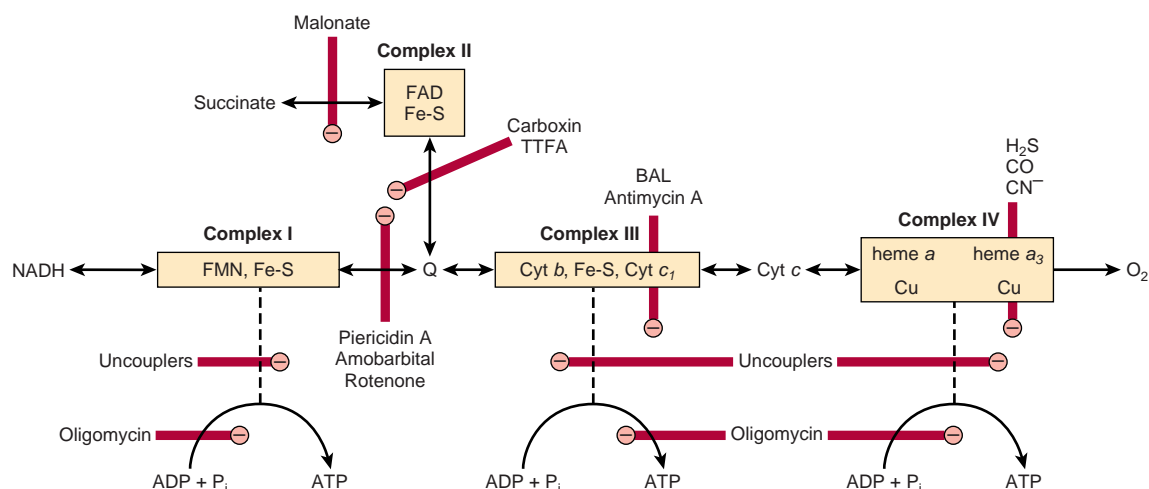 Malonate
Complex II
Succinate
FAD
Fe-S
Carboxin
TTFA
H₂S
CO
CN⁻
BAL
Antimycin A
Complex I
Complex III
Complex IV
NADH
FMN, Fe-S
Q
Cyt b, Fe-S, Cyt c₁
Cyt c
heme a
heme a₃
Cu
Cu
O₂
Piericidin A
Amobarbital
Rotenone
Uncouplers
Uncouplers
Oligomycin
Oligomycin
ADP + Pᵢ
ATP
ADP + Pᵢ
ATP
ADP + Pᵢ
ATP